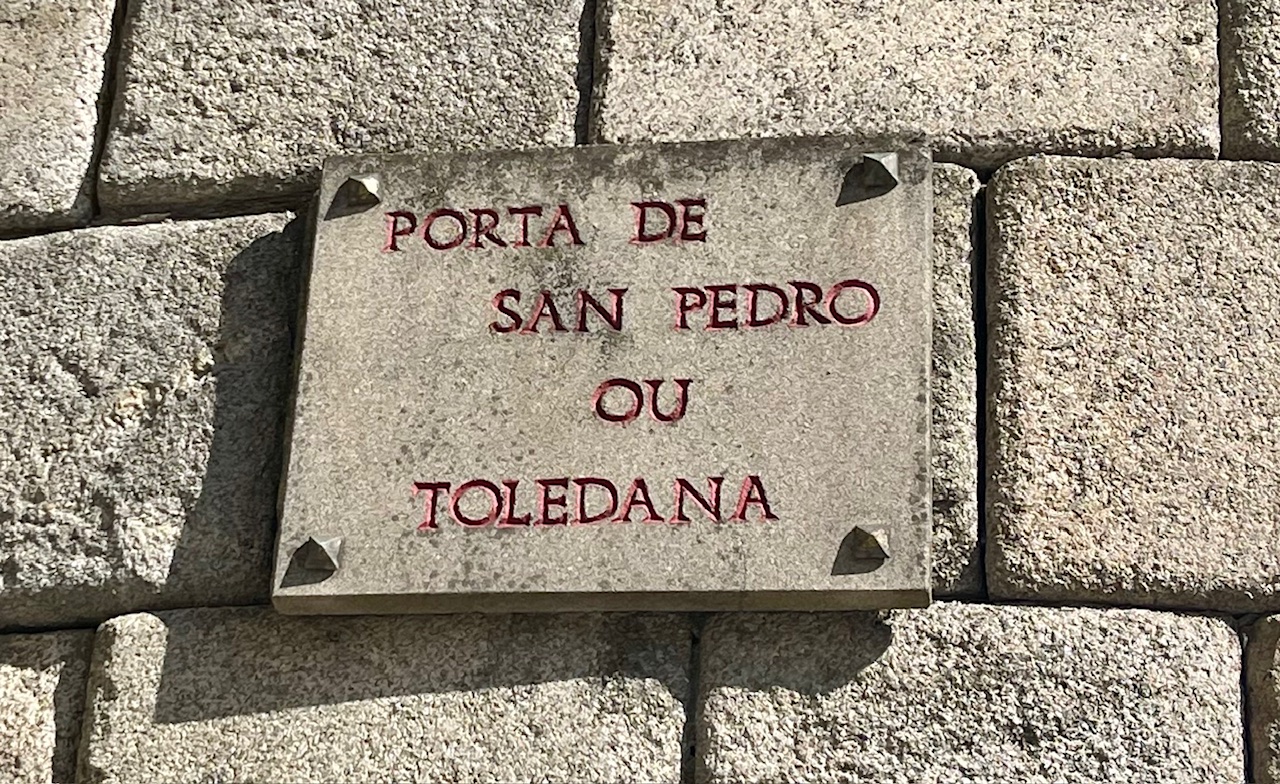 PORTA DE
SAN PEDRO
OU
TOLEDANA